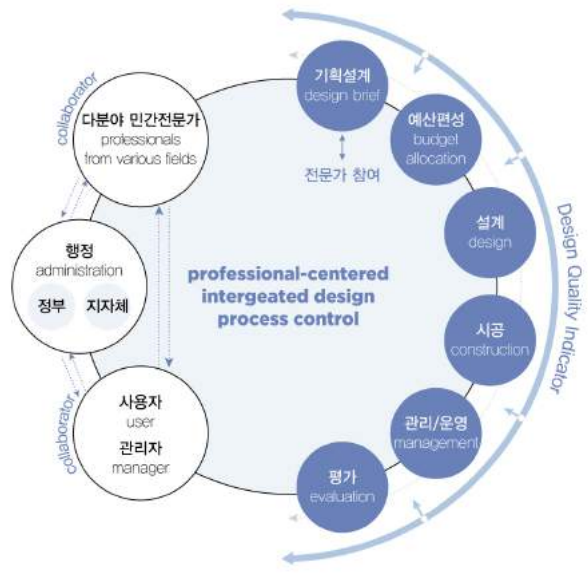 기획설계
design brief
전문가 참여
예산편성
budget
allocation
설계
design
시공
construction
관리/운영
management
평가
evaluation
Design Quality Indicator
collaborator
다분야 민간전문가
professionals
from various fields
행정
administration
정부
지자체
collaborator
사용자
user
관리자
manager
professional-centered
intergeated design
process control